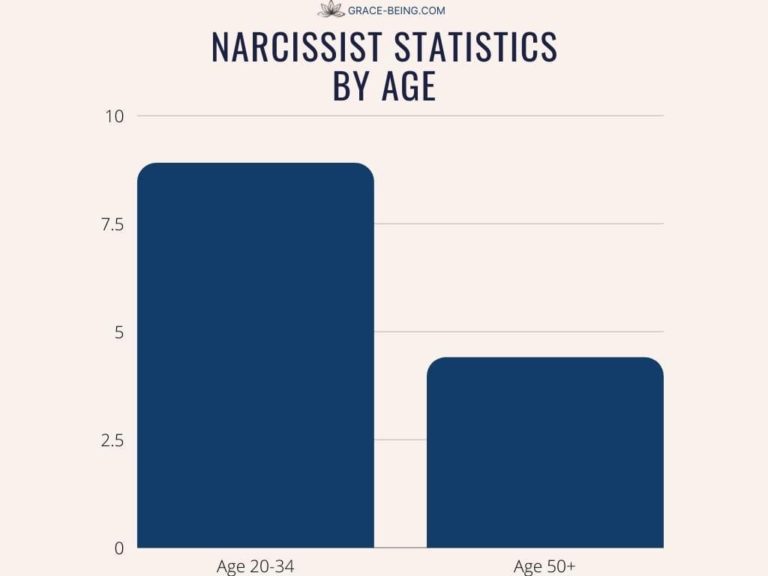 GRACE-BEING.COM
NARCISSIST STATISTICS
BY AGE
10
7.5
5
2.5
0
Age 20-34
Age 50+